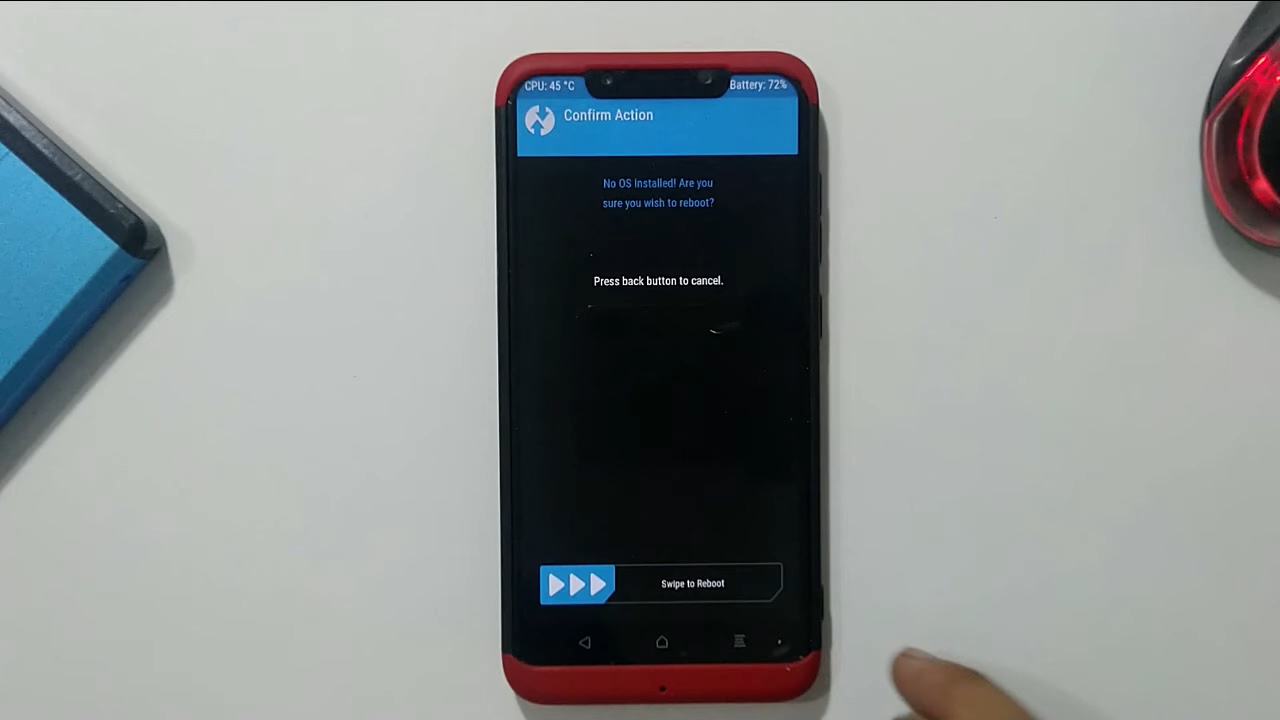 CPU: 45 °C
Battery: 72%
Confirm Action
No OS Installed! Are you
sure you wish to reboot?
Press back button to cancel.
Swipe to Reboot